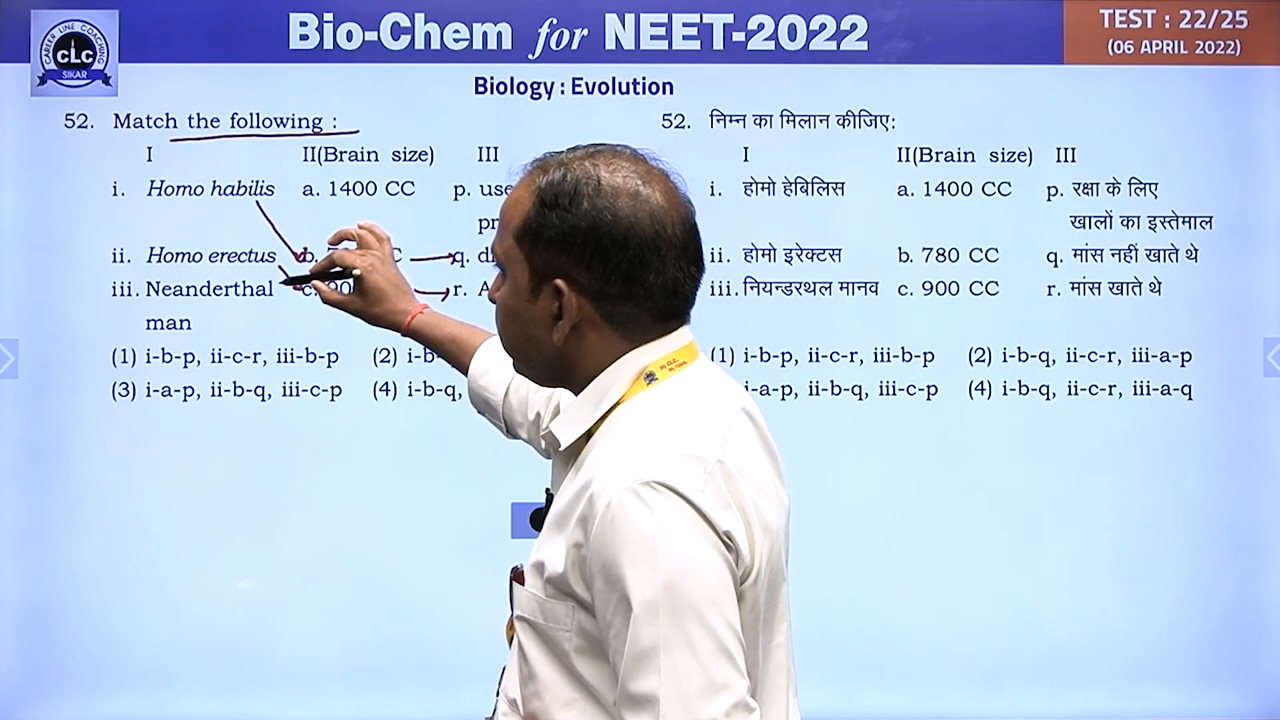 CAREER LINE COACHING
CLC
SIKAR
Bio-Chem for NEET-2022
TEST : 22/25
(06 APRIL 2022)
Biology : Evolution
52. Match the following :
I II(Brain size) III
i. Homo habilis a. 1400 CC p. use
pr
ii. Homo erectus b. C q. d
iii. Neanderthal c. 90 r. A
man
(1) i-b-p, ii-c-r, iii-b-p (2) i-b-
(3) i-a-p, ii-b-q, iii-c-p (4) i-b-q,
52. निम्न का मिलान कीजिए:
I II(Brain size) III
i. होमो हेबिलिस a. 1400 CC p. रक्षा के लिए
खालों का इस्तेमाल
ii. होमो इरेक्टस b. 780 CC q. मांस नहीं खाते थे
iii. नियन्डरथल मानव c. 900 CC r. मांस खाते थे
(1) i-b-p, ii-c-r, iii-b-p (2) i-b-q, ii-c-r, iii-a-p
i-a-p, ii-b-q, iii-c-p (4) i-b-q, ii-c-r, iii-a-q